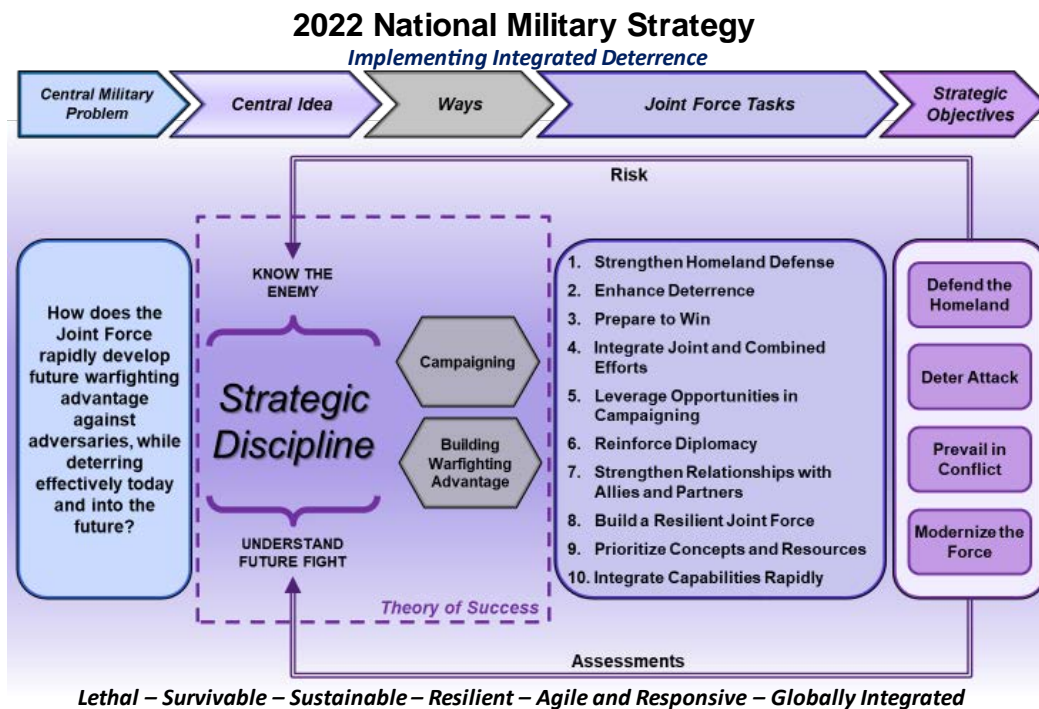 2022 National Military Strategy
Implementing Integrated Deterrence
Central Military
Problem
Central Idea
Ways
Joint Force Tasks
Strategic
Objectives
Risk
How does the
Joint Force
rapidly develop
future warfighting
advantage
against
adversaries, while
deterring
effectively today
and into the
future?
KNOW THE
ENEMY
Strategic
Discipline
UNDERSTAND
FUTURE FIGHT
Campaigning
Building
Warfighting
Advantage
Theory of Success
1. Strengthen Homeland Defense
2. Enhance Deterrence
3. Prepare to Win
4. Integrate Joint and Combined
Efforts
5. Leverage Opportunities in
Campaigning
6. Reinforce Diplomacy
7. Strengthen Relationships with
Allies and Partners
8. Build a Resilient Joint Force
9. Prioritize Concepts and Resources
10. Integrate Capabilities Rapidly
Defend the
Homeland
Deter Attack
Prevail in
Conflict
Modernize the
Force
Assessments
Lethal – Survivable – Sustainable – Resilient – Agile and Responsive – Globally Integrated